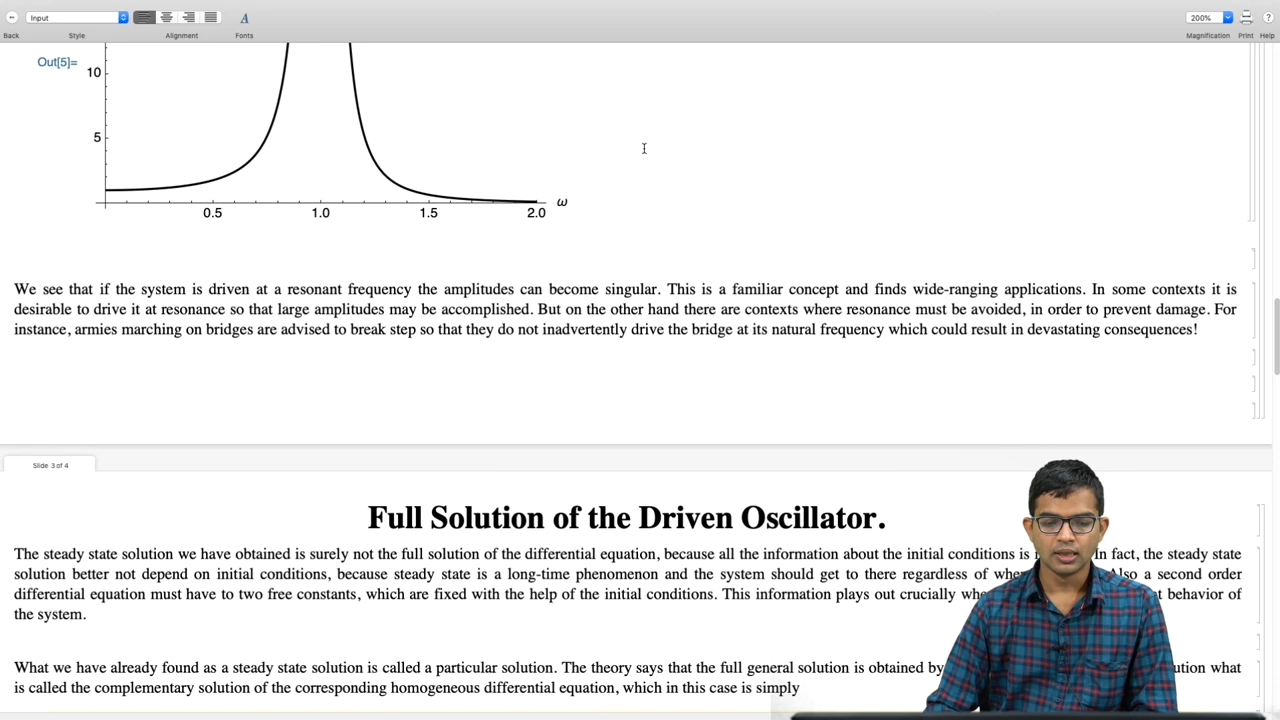 Input
200%
Back
Style
Alignment
Fonts
Magnification
Print
Help
Out[5]=
10
5
0.5
1.0
1.5
2.0
ω
We see that if the system is driven at a resonant frequency the amplitudes can become singular. This is a familiar concept and finds wide-ranging applications. In some contexts it is
desirable to drive it at resonance so that large amplitudes may be accomplished. But on the other hand there are contexts where resonance must be avoided, in order to prevent damage. For
instance, armies marching on bridges are advised to break step so that they do not inadvertently drive the bridge at its natural frequency which could result in devastating consequences!
Slide 3 of 4
Full Solution of the Driven Oscillator.
The steady state solution we have obtained is surely not the full solution of the differential equation, because all the information about the initial conditions is In fact, the steady state
solution better not depend on initial conditions, because steady state is a long-time phenomenon and the system should get to there regardless of Also a second order
differential equation must have to two free constants, which are fixed with the help of the initial conditions. This information plays out crucially behavior of
the system.
What we have already found as a steady state solution is called a particular solution. The theory says that the full general solution is obtained by what
is called the complementary solution of the corresponding homogeneous differential equation, which in this case is simply